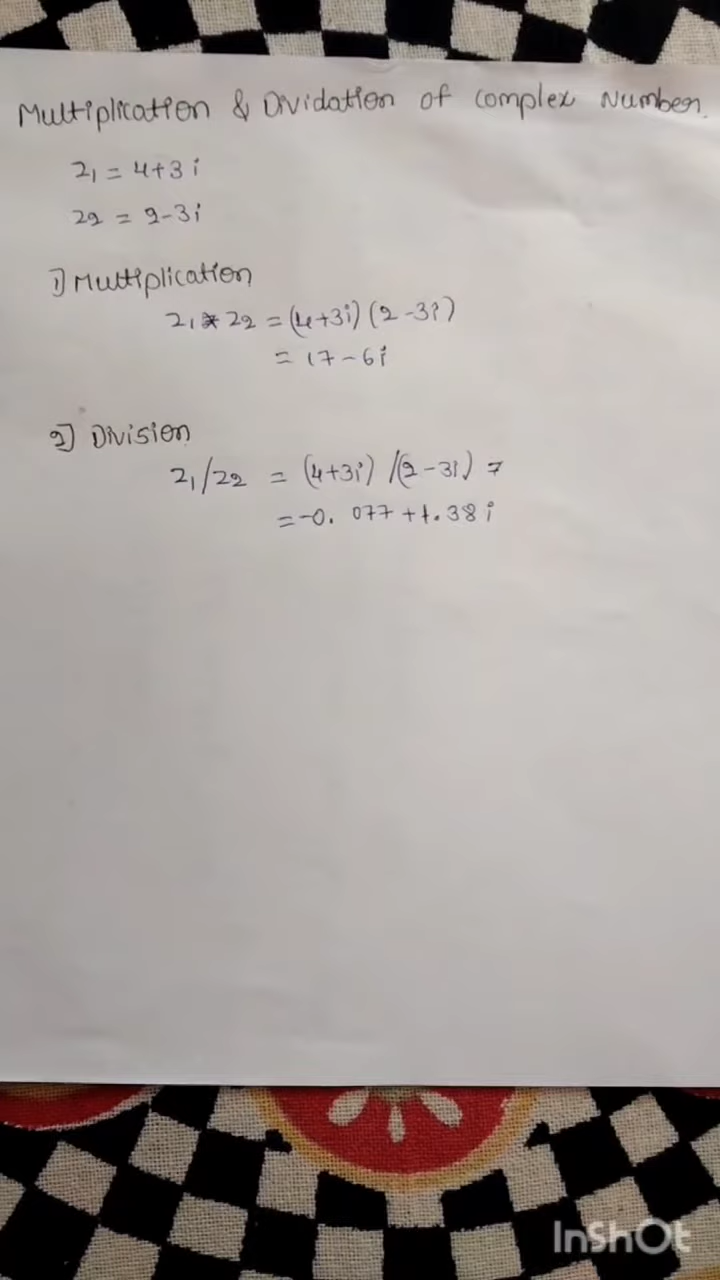 Multiplication & Dividation of complex Number.
z1 = 4+3i
z2 = 2-3i
1) Multiplication
z1 * z2 = (4+3i) (2-3i)
= 17-6i
2] Division
z1/z2 = (4+3i) /(2-3i) =
= -0.077+1.38i
InShOt